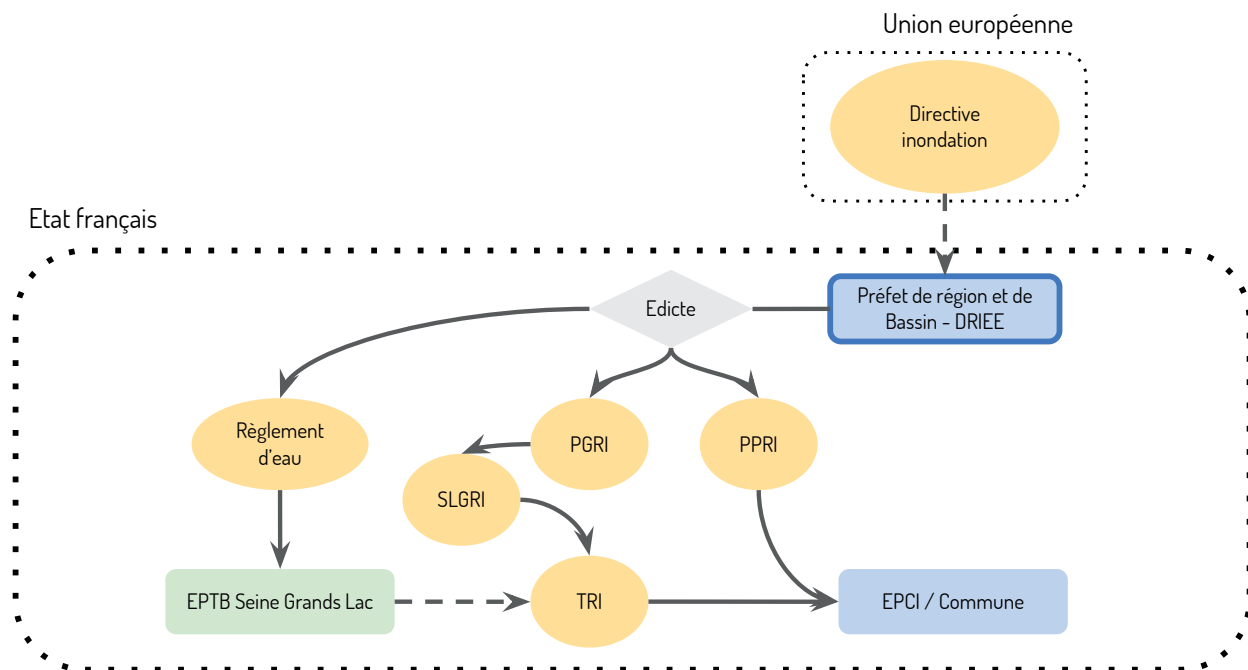 Union européenne
Directive
inondation
Etat français
Edicte
Préfet de région et de
Bassin - DRIEE
Règlement
d'eau
PGRI
PPRI
SLGRI
EPTB Seine Grands Lac
TRI
EPCI / Commune